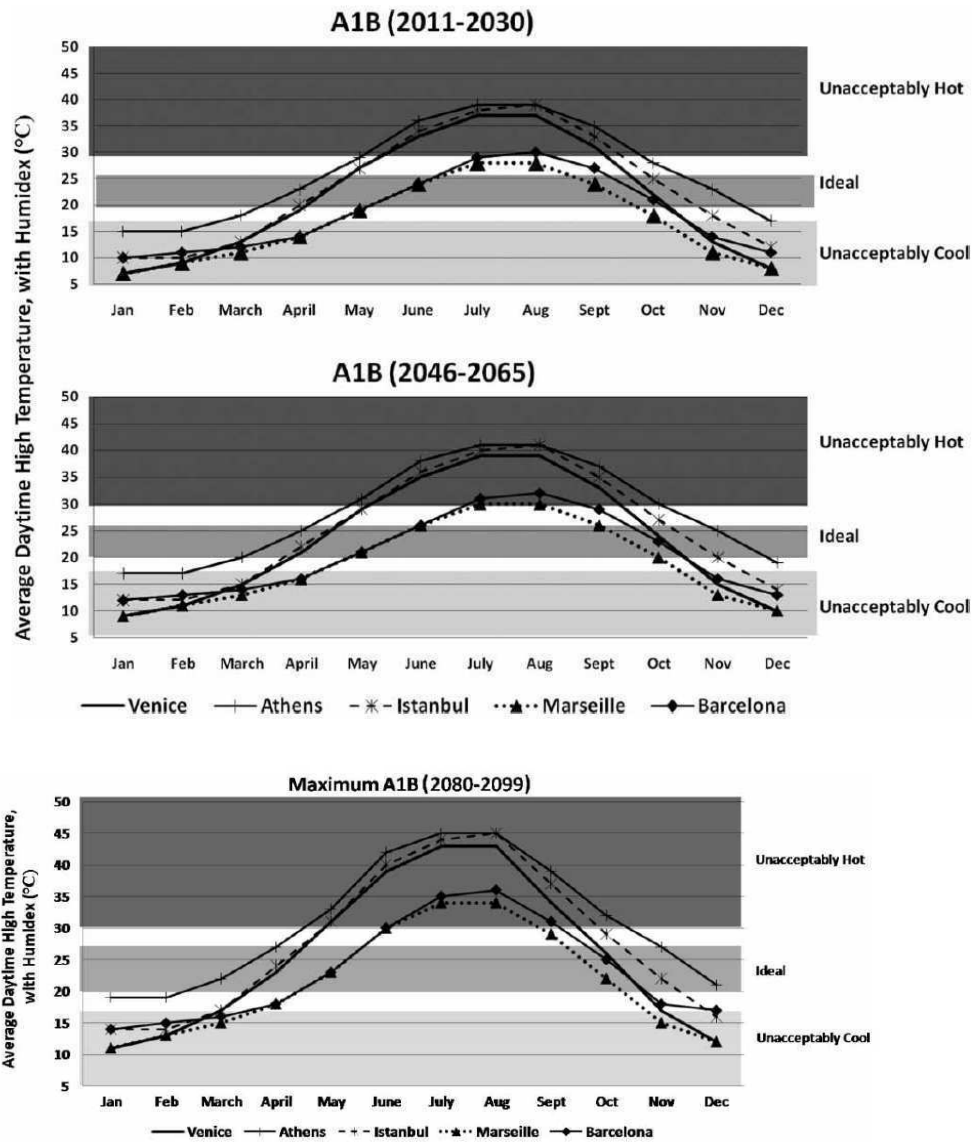 A1B (2011-2030)
Average Daytime High Temperature, with Humidex (°C)
50
45
40
35
30
25
20
15
10
5
Unacceptably Hot
Ideal
Unacceptably Cool
Jan Feb March April May June July Aug Sept Oct Nov Dec
A1B (2046-2065)
50
45
40
35
30
25
20
15
10
5
Unacceptably Hot
Ideal
Unacceptably Cool
Jan Feb March April May June July Aug Sept Oct Nov Dec
Venice Athens Istanbul Marseille Barcelona
Maximum A1B (2080-2099)
Average Daytime High Temperature,
with Humidex (°C)
50
45
40
35
30
25
20
15
10
5
Unacceptably Hot
Ideal
Unacceptably Cool
Jan Feb March April May June July Aug Sept Oct Nov Dec
Venice Athens Istanbul Marseille Barcelona